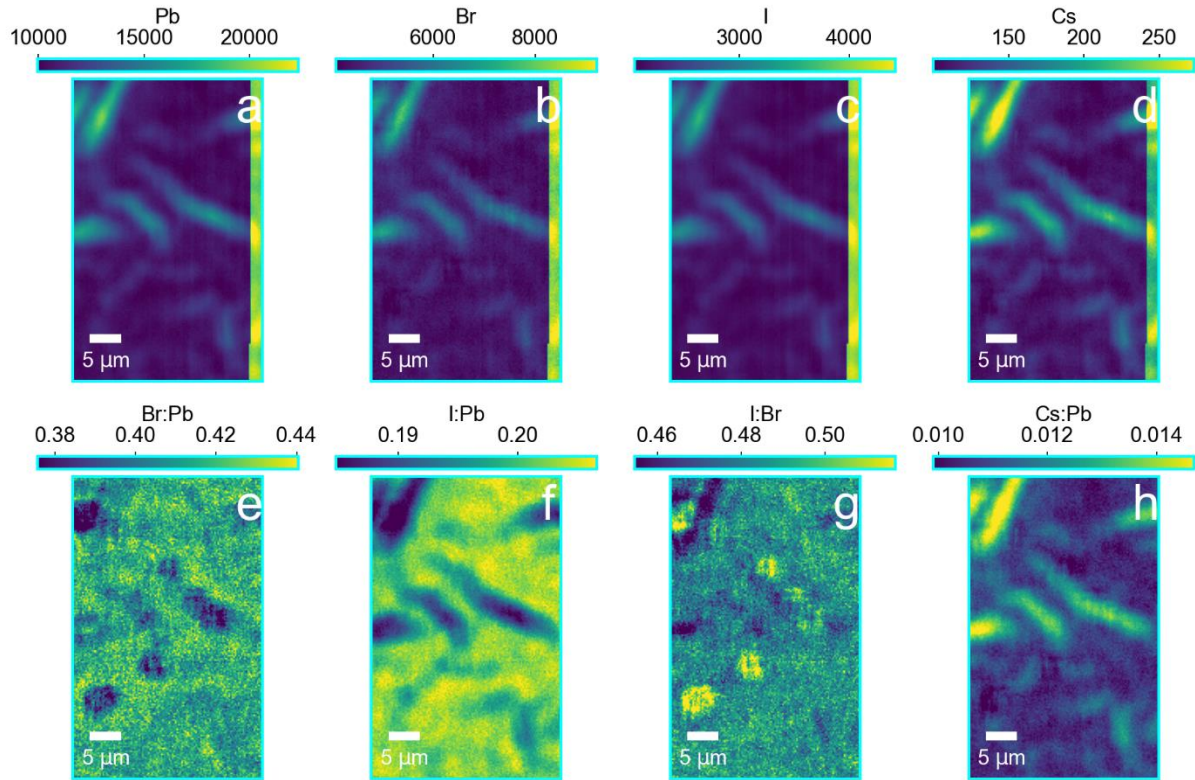 Pb Br I Cs
10000 15000 20000 6000 8000 3000 4000 150 200 250
a b c d
5 μm 5 μm 5 μm 5 μm
Br:Pb I:Pb I:Br Cs:Pb
0.38 0.40 0.42 0.44 0.19 0.20 0.46 0.48 0.50 0.010 0.012 0.014
e f g h
5 μm 5 μm 5 μm 5 μm